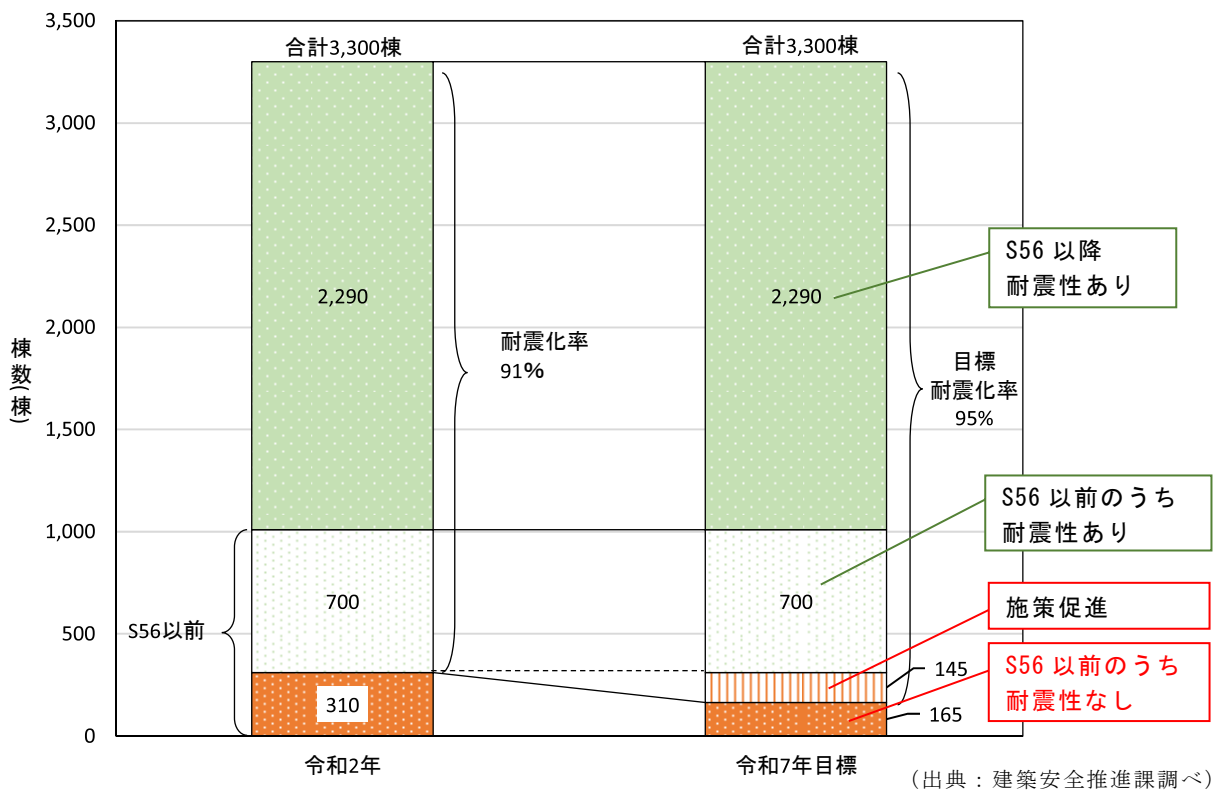 3,500
3,000
2,500
2,000
1,500
1,000
500
0
棟数(棟)
合計3,300棟
合計3,300棟
2,290
700
310
S56以前
耐震化率
91%
2,290
700
145
165
目標
耐震化率
95%
S56 以降
耐震性あり
S56 以前のうち
耐震性あり
施策促進
S56 以前のうち
耐震性なし
令和2年
令和7年目標
(出典：建築安全推進課調べ)